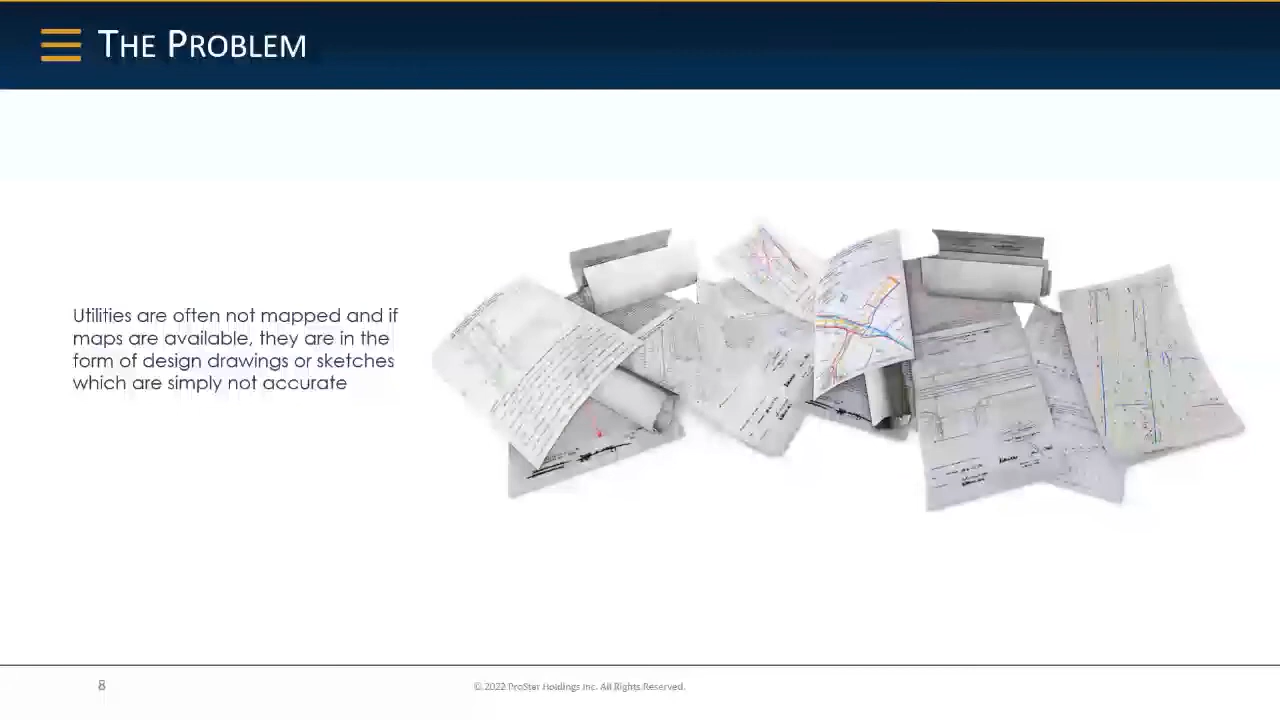 THE PROBLEM
Utilities are often not mapped and if
maps are available, they are in the
form of design drawings or sketches
which are simply not accurate
8
© 2022 ProStar Holdings Inc. All Rights Reserved.